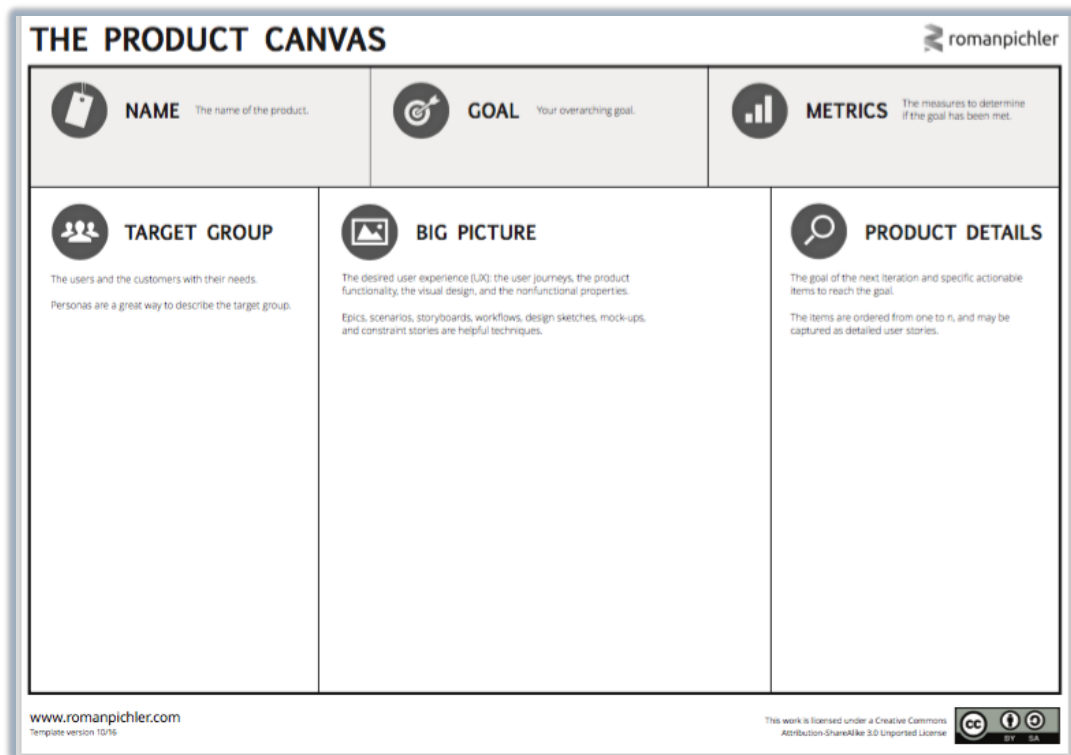 THE PRODUCT CANVAS
romanpichler
NAME The name of the product.
GOAL Your overarching goal.
METRICS The measures to determine
if the goal has been met.
TARGET GROUP
The users and the customers with their needs.
Personas are a great way to describe the target group.
BIG PICTURE
The desired user experience (UX): the user journeys, the product
functionality, the visual design, and the nonfunctional properties.
Epics, scenarios, storyboards, workflows, design sketches, mock-ups,
and constraint stories are helpful techniques.
PRODUCT DETAILS
The goal of the next iteration and specific actionable
items to reach the goal.
The items are ordered from one to n, and may be
captured as detailed user stories.
www.romanpichler.com
Template version 10/16
This work is licensed under a Creative Commons
Attribution-ShareAlike 3.0 Unported License
cc
BY SA